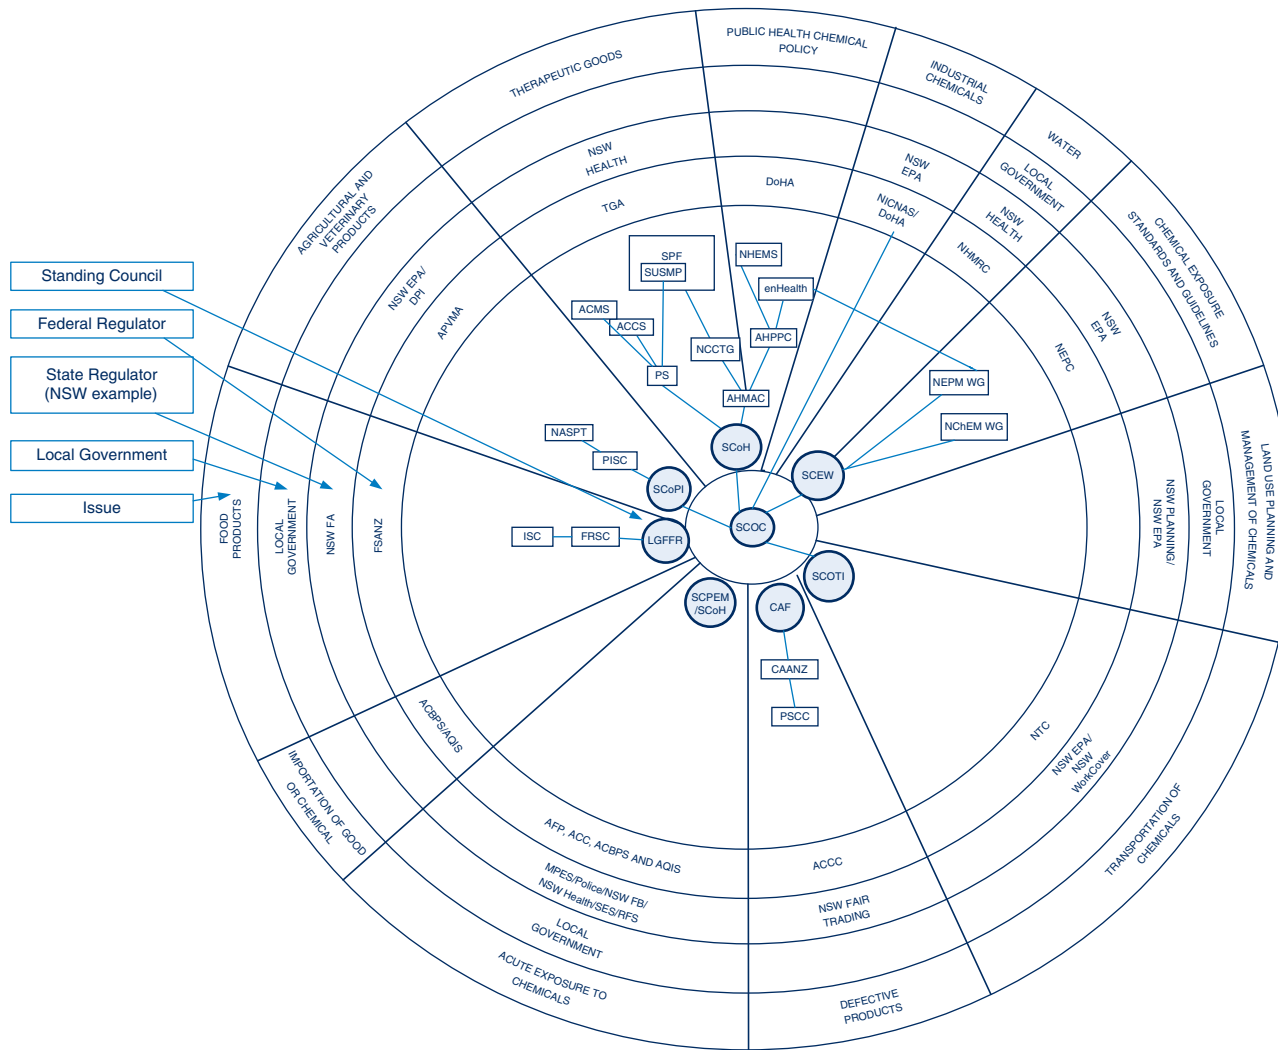 Standing Council
Federal Regulator
State Regulator
(NSW example)
Local Government
Issue
THERAPEUTIC GOODS
PUBLIC HEALTH CHEMICAL
POLICY
INDUSTRIAL
CHEMICALS
WATER
CHEMICAL EXPOSURE
STANDARDS AND GUIDELINES
LAND USE PLANNING AND
MANAGEMENT OF CHEMICALS
TRANSPORTATION OF
CHEMICALS
DEFECTIVE
PRODUCTS
ACUTE EXPOSURE TO
CHEMICALS
IMPORTATION OF GOOD
OR CHEMICAL
FOOD
PRODUCTS
AGRICULTURAL AND
VETERINARY
PRODUCTS
LOCAL
GOVERNMENT
LOCAL
GOVERNMENT
LOCAL
GOVERNMENT
LOCAL
GOVERNMENT
NSW
HEALTH
NSW
EPA
NSW
HEALTH
NSW
EPA
NSW PLANNING/
NSW EPA
NSW EPA/
NSW
WorkCover
NSW FAIR
TRADING
MPES/Police/NSW FB/
NSW Health/SES/RFS
NSW FA
NSW EPA/
DPI
TGA
DoHA
NICNAS/
DoHA
NHMRC
NEPC
NTC
ACCC
AFP, ACC, ACBPS AND AQIS
ACBPS/AQIS
FSANZ
APVMA
SPF
SUSMP
NHEMS
enHealth
ACMS
ACCS
NCCTG
AHPPC
PS
AHMAC
NEPM WG
NChEM WG
NASPT
PISC
ISC
FRSC
SCoH
SCEW
SCoPI
SCOC
LGFFR
SCOTI
SCPEM
/SCoH
CAF
CAANZ
PSCC